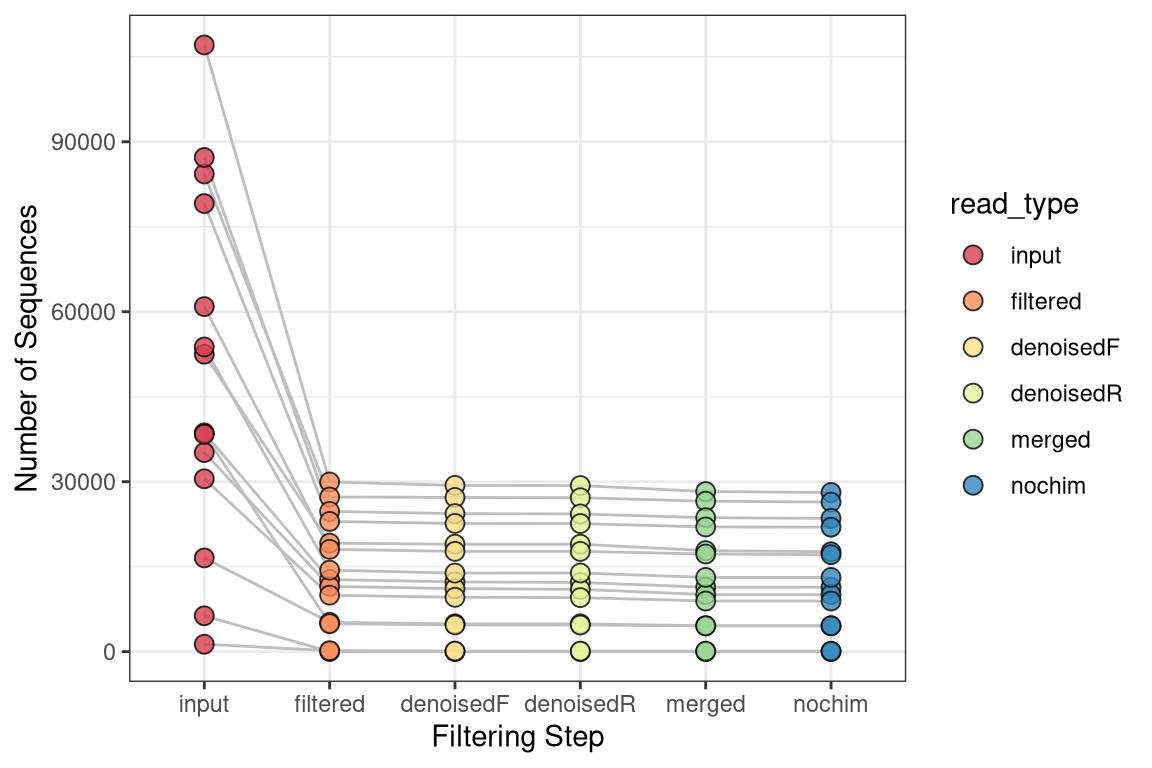 Number of Sequences
90000
60000
30000
0
input
filtered
denoisedF
denoisedR
merged
nochim
Filtering Step
read_type
input
filtered
denoisedF
denoisedR
merged
nochim